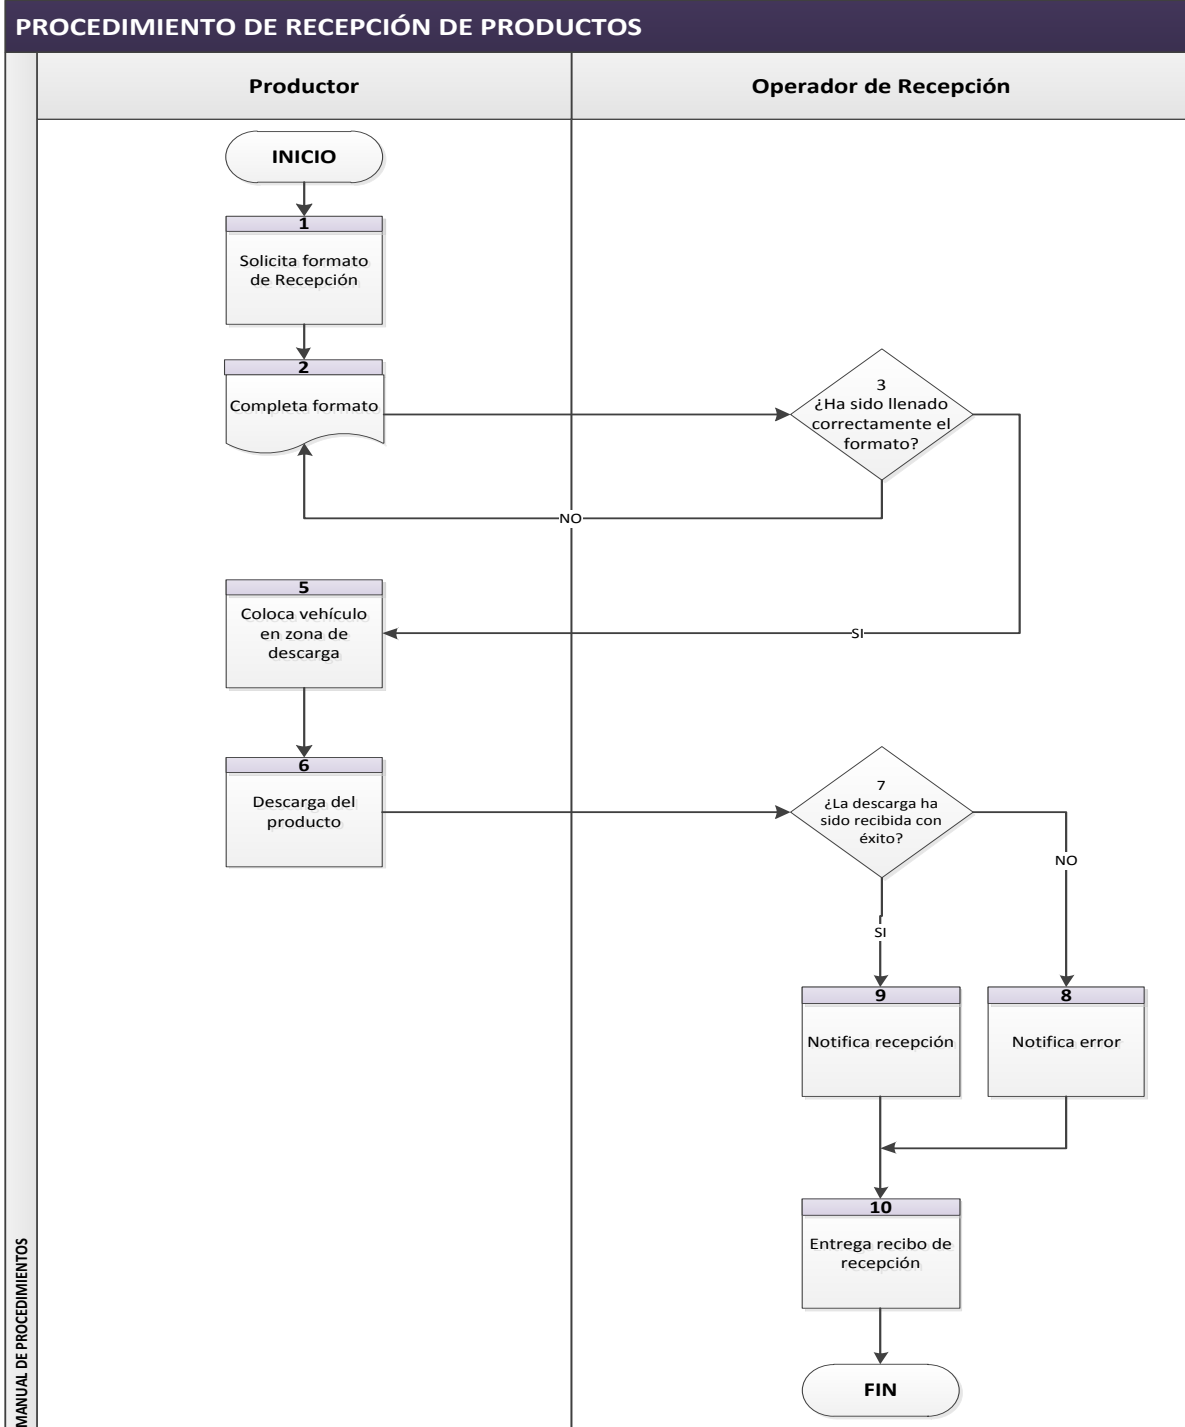 PROCEDIMIENTO DE RECEPCIÓN DE PRODUCTOS
Productor
Operador de Recepción
INICIO
1
Solicita formato
de Recepción
2
Completa formato
3
¿Ha sido llenado
correctamente el
formato?
NO
5
Coloca vehículo
en zona de
descarga
SI
6
Descarga del
producto
7
¿La descarga ha
sido recibida con
éxito?
NO
SI
9
Notifica recepción
8
Notifica error
10
Entrega recibo de
recepción
FIN
MANUAL DE PROCEDIMIENTOS